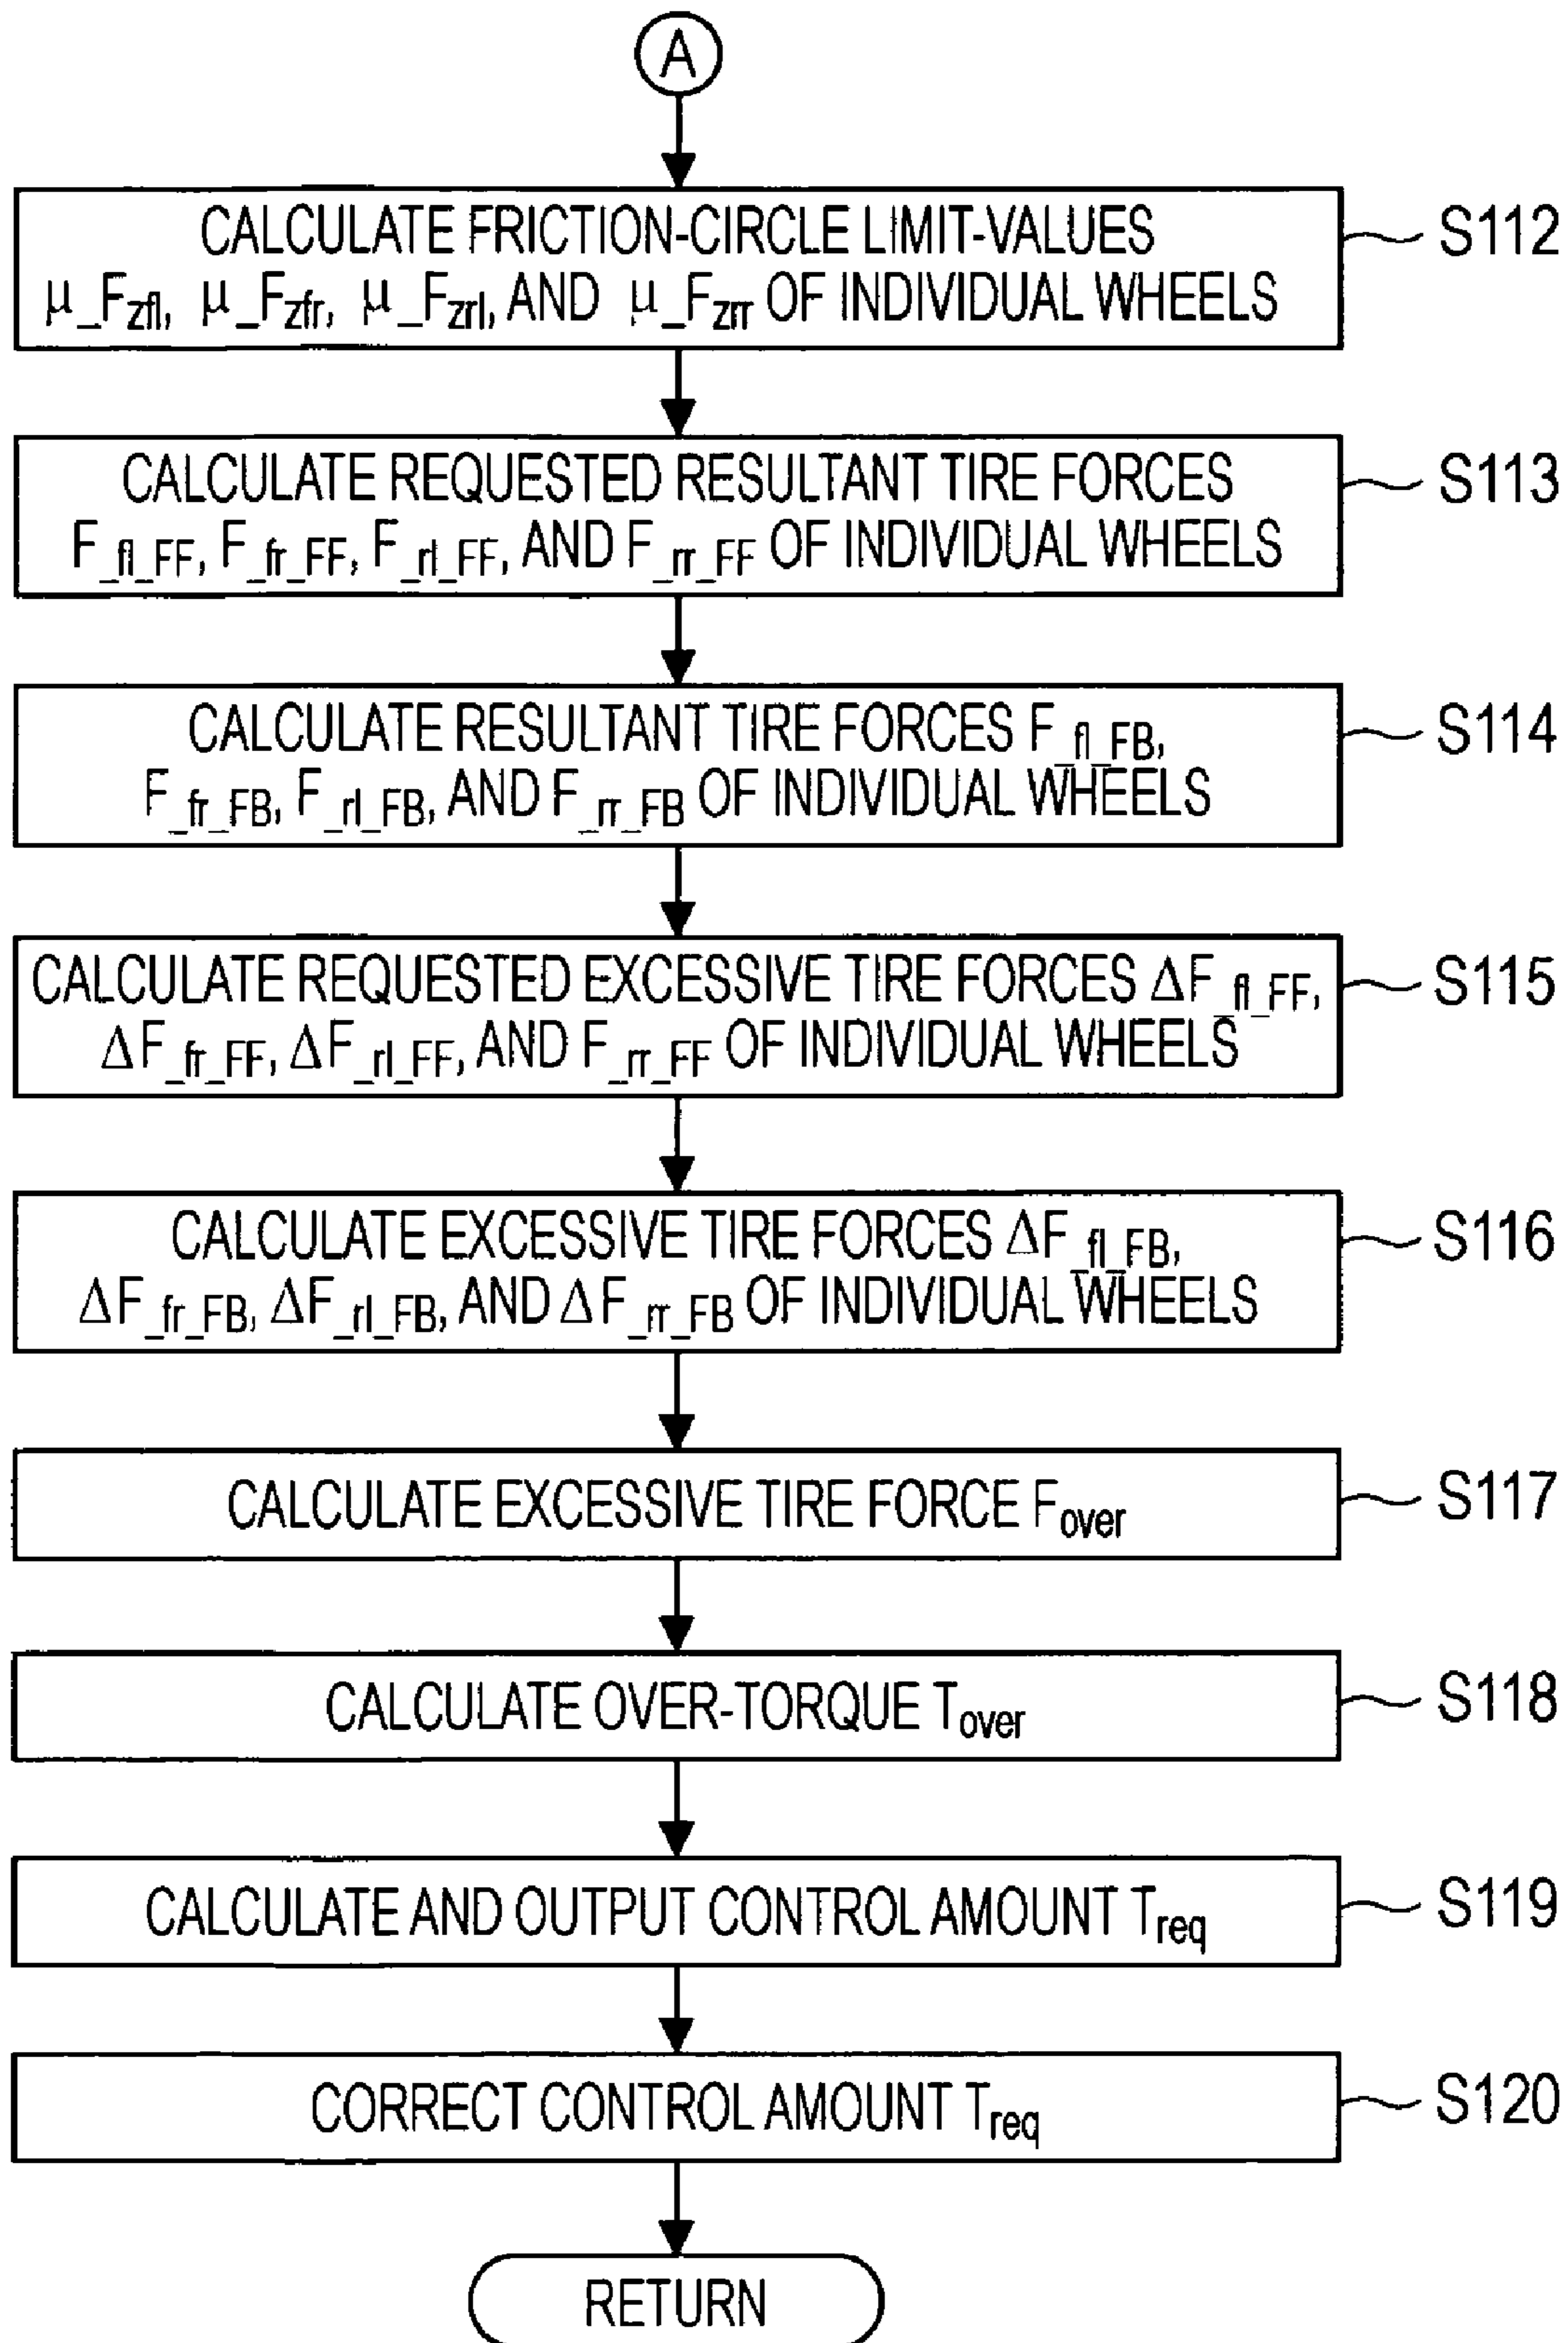 A
CALCULATE FRICTION-CIRCLE LIMIT-VALUES
μ_Fzfl, μ_Fzfr, μ_Fzrl, AND μ_Fzrr OF INDIVIDUAL WHEELS
S112
CALCULATE REQUESTED RESULTANT TIRE FORCES
F_fl_FF, F_fr_FF, F_rl_FF, AND F_rr_FF OF INDIVIDUAL WHEELS
S113
CALCULATE RESULTANT TIRE FORCES F_fl_FB,
F_fr_FB, F_rl_FB, AND F_rr_FB OF INDIVIDUAL WHEELS
S114
CALCULATE REQUESTED EXCESSIVE TIRE FORCES ΔF_fl_FF,
ΔF_fr_FF, ΔF_rl_FF, AND F_rr_FF OF INDIVIDUAL WHEELS
S115
CALCULATE EXCESSIVE TIRE FORCES ΔF_fl_FB,
ΔF_fr_FB, ΔF_rl_FB, AND ΔF_rr_FB OF INDIVIDUAL WHEELS
S116
CALCULATE EXCESSIVE TIRE FORCE Fover
S117
CALCULATE OVER-TORQUE Tover
S118
CALCULATE AND OUTPUT CONTROL AMOUNT Treq
S119
CORRECT CONTROL AMOUNT Treq
S120
RETURN